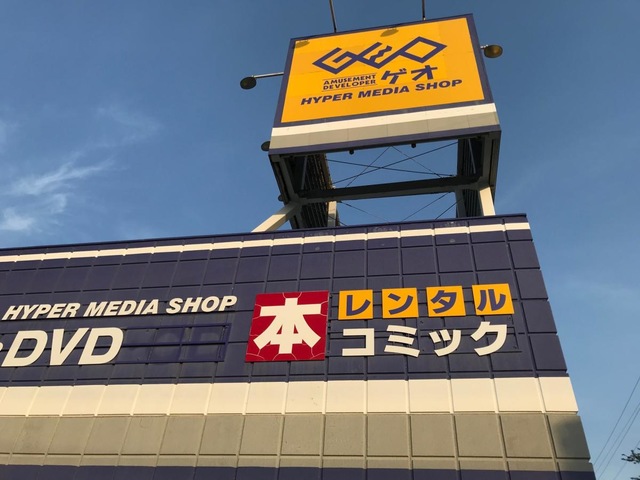 GEO
AMUSEMENT
DEVELOPER ゲオ
HYPER MEDIA SHOP
HYPER MEDIA SHOP
・DVD
本 レンタル
コミック